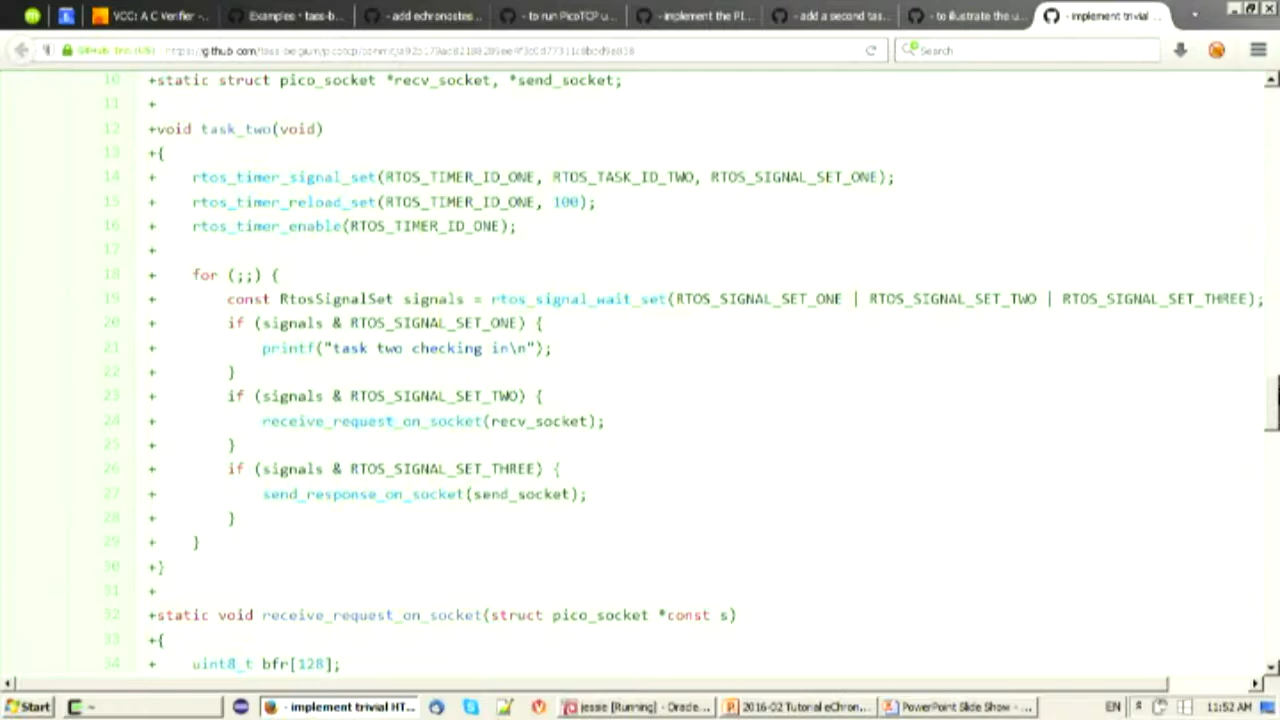 VCC: A C Verifier -...
Examples * taas-b...
- add echronostes...
- to run PicoTCP u...
- implement the PI...
- add a second tas...
- to illustrate the u...
- implement trivial ...
Search
10 +static struct pico_socket *recv_socket, *send_socket;
11 +
12 +void task_two(void)
13 +{
14 + rtos_timer_signal_set(RTOS_TIMER_ID_ONE, RTOS_TASK_ID_TWO, RTOS_SIGNAL_SET_ONE);
15 + rtos_timer_reload_set(RTOS_TIMER_ID_ONE, 100);
16 + rtos_timer_enable(RTOS_TIMER_ID_ONE);
17 +
18 + for (;;) {
19 + const RtosSignalSet signals = rtos_signal_wait_set(RTOS_SIGNAL_SET_ONE | RTOS_SIGNAL_SET_TWO | RTOS_SIGNAL_SET_THREE);
20 + if (signals & RTOS_SIGNAL_SET_ONE) {
21 + printf("task two checking in\n");
22 + }
23 + if (signals & RTOS_SIGNAL_SET_TWO) {
24 + receive_request_on_socket(recv_socket);
25 + }
26 + if (signals & RTOS_SIGNAL_SET_THREE) {
27 + send_response_on_socket(send_socket);
28 + }
29 + }
30 +}
31 +
32 +static void receive_request_on_socket(struct pico_socket *const s)
33 +{
34 + uint8_t bfr[128];
Start
~
- implement trivial HT...
jesse [Running] - Oracle...
2016-02 Tutorial eChron...
PowerPoint Slide Show - ...
EN
11:52 AM